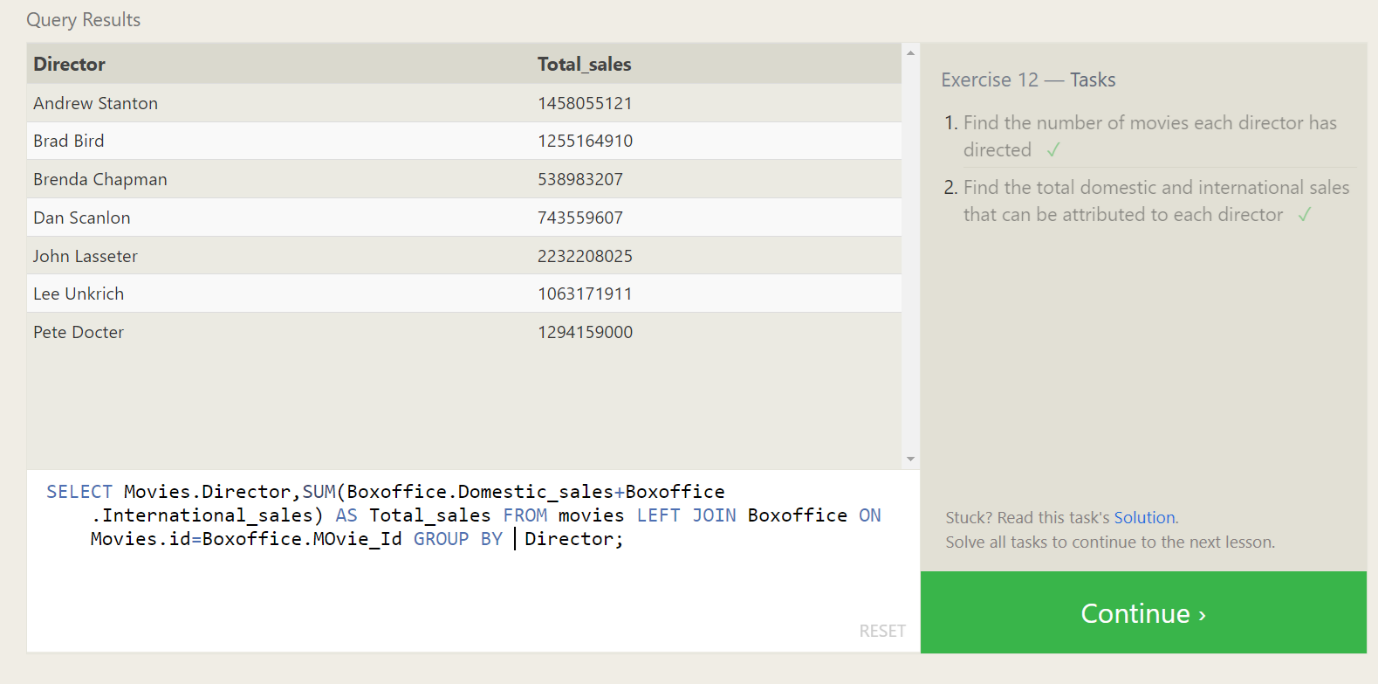 Query Results
Director Total_sales
Andrew Stanton 1458055121
Brad Bird 1255164910
Brenda Chapman 538983207
Dan Scanlon 743559607
John Lasseter 2232208025
Lee Unkrich 1063171911
Pete Docter 1294159000
SELECT Movies.Director,SUM(Boxoffice.Domestic_sales+Boxoffice
.International_sales) AS Total_sales FROM movies LEFT JOIN Boxoffice ON
Movies.id=Boxoffice.MOvie_Id GROUP BY Director;
RESET
Exercise 12 — Tasks
1. Find the number of movies each director has
directed ✓
2. Find the total domestic and international sales
that can be attributed to each director ✓
Stuck? Read this task's Solution.
Solve all tasks to continue to the next lesson.
Continue ›